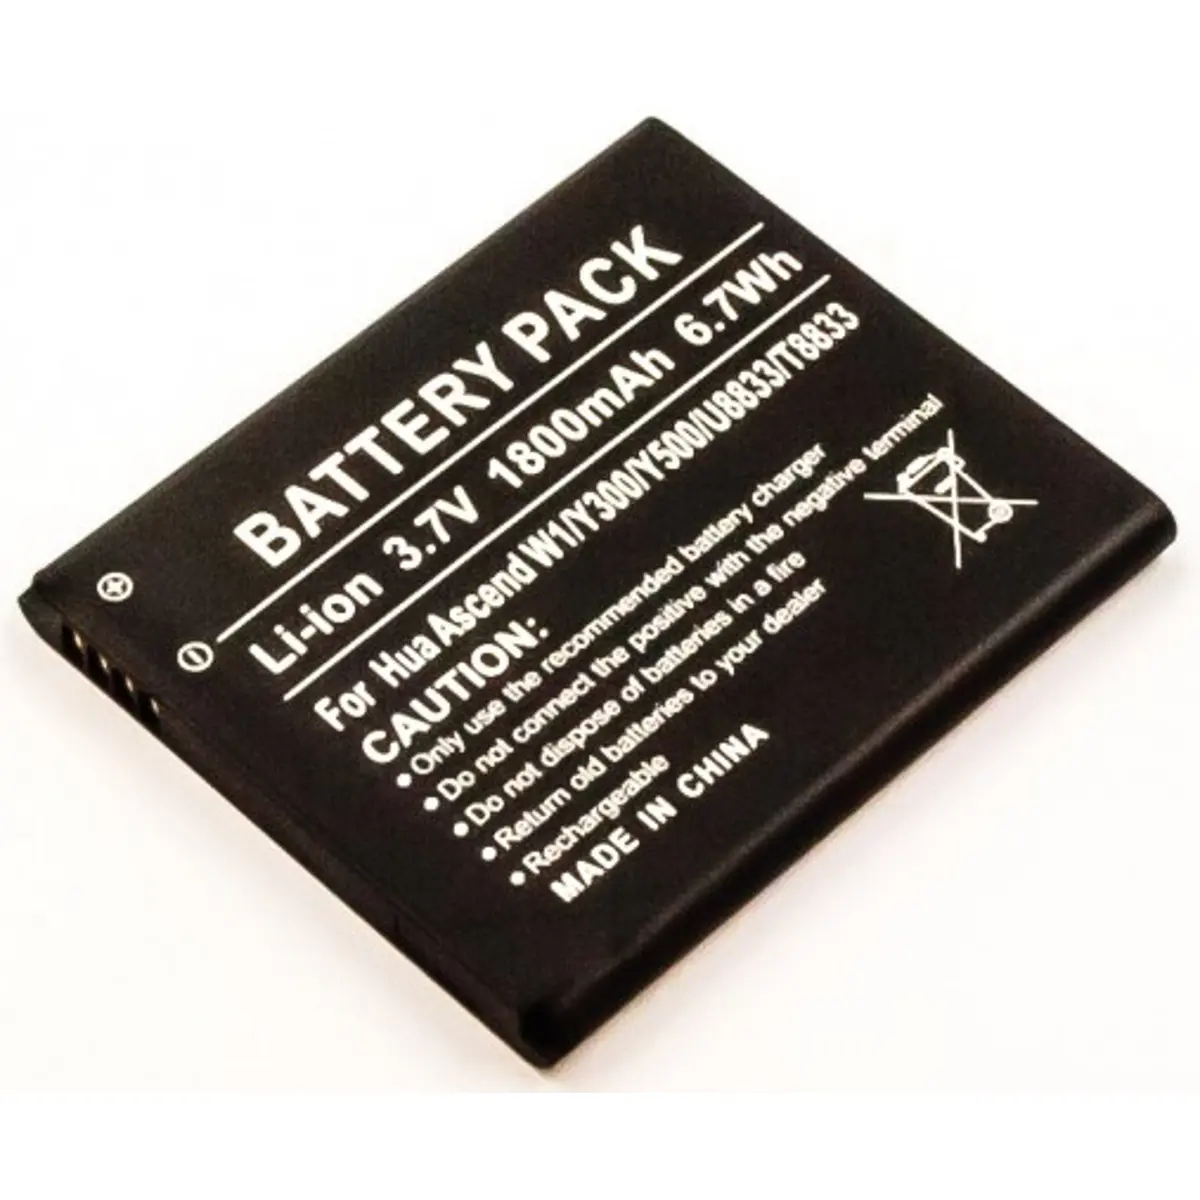 BATTERY PACK
Li-ion 3.7V 1800mAh 6.7Wh
For Hua Ascend W1/Y300/Y500/U8833/T8833
CAUTION:
• Only use the recommended battery charger
• Do not connect the positive with the negative terminal
• Do not dispose of batteries in a fire
• Return old batteries to your dealer
• Rechargeable
MADE IN CHINA